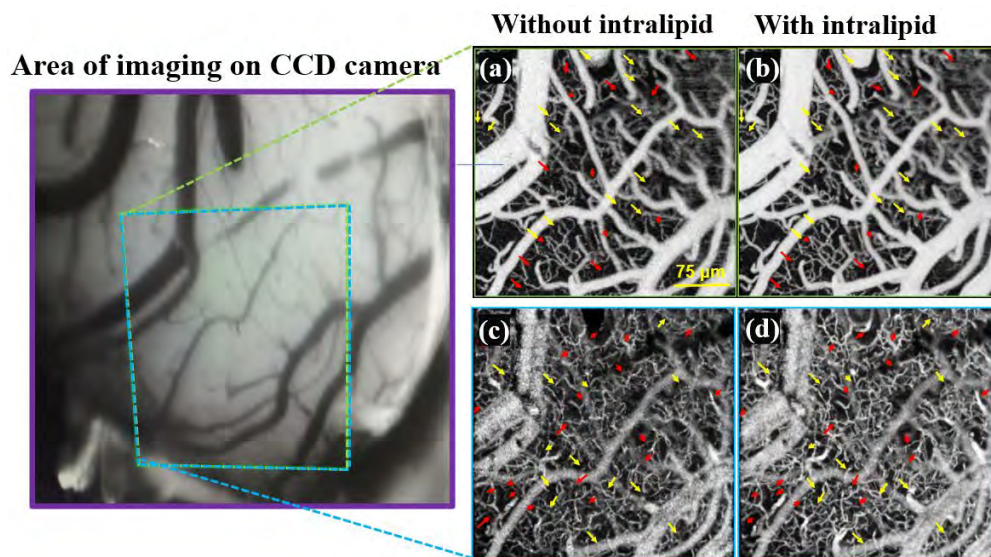 Without intralipid
With intralipid
Area of imaging on CCD camera
(a)
(b)
75 µm
(c)
(d)